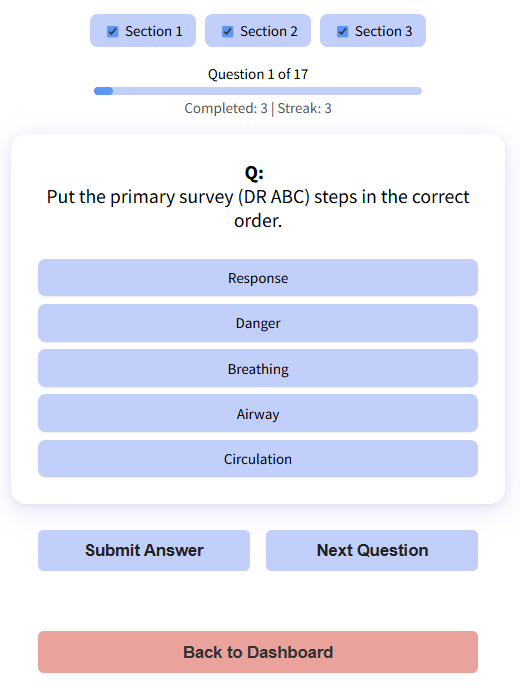 Section 1
Section 2
Section 3
Question 1 of 17
Completed: 3 | Streak: 3
Q:
Put the primary survey (DR ABC) steps in the correct
order.
Response
Danger
Breathing
Airway
Circulation
Submit Answer
Next Question
Back to Dashboard